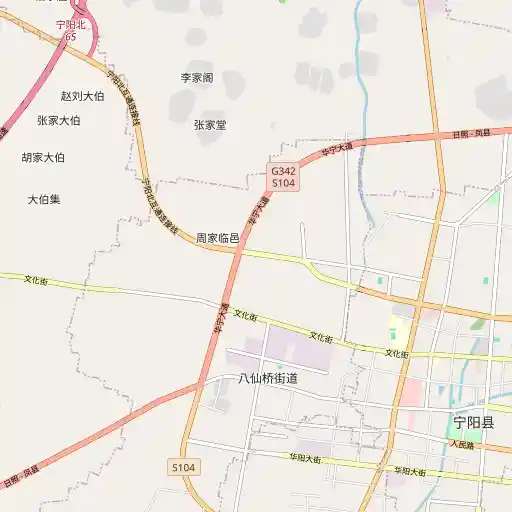 宁阳北
65
李家阁
宁阳北互通连接线
赵刘大伯
张家大伯
张家堂
日照 - 凤县
华宁大道
胡家大伯
G342
S104
宁阳北互通连接线
大伯集
华宁大道
周家临邑
文化街
华宁大道
文化街
文化街
文化街
八仙桥街道
宁阳县
人民路
华阳大街
S104
华阳大街
日照 - 凤县